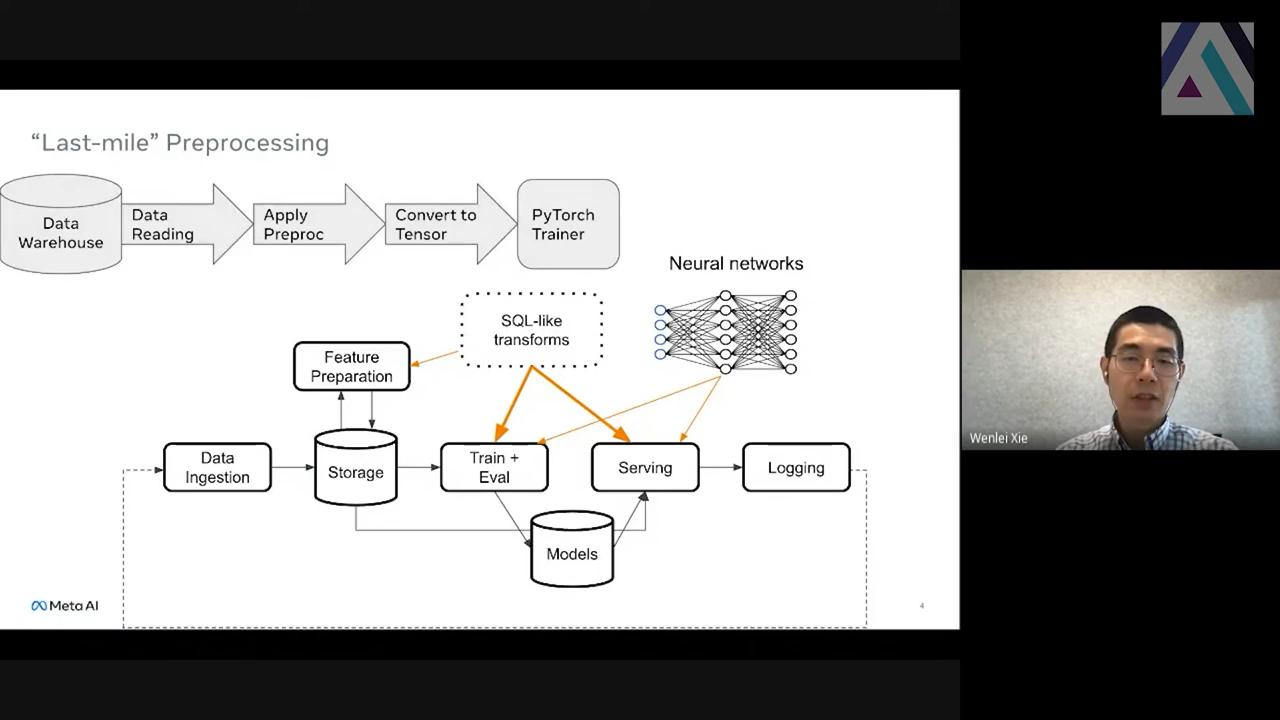 “Last-mile” Preprocessing
Data
Warehouse
Data
Reading
Apply
Preproc
Convert to
Tensor
PyTorch
Trainer
Neural networks
SQL-like
transforms
Feature
Preparation
Data
Ingestion
Storage
Train +
Eval
Serving
Logging
Models
Meta AI
4
Wenlei Xie